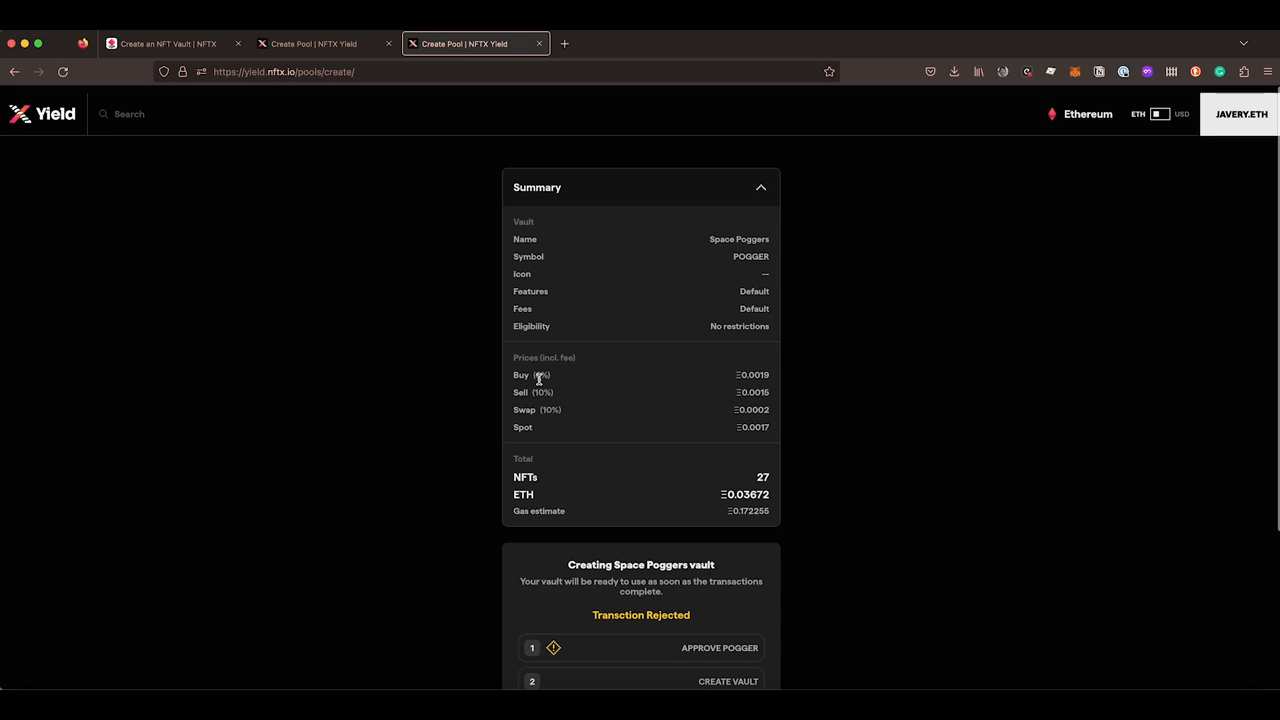 Create an NFT Vault | NFTX
Create Pool | NFTX Yield
Create Pool | NFTX Yield
https://yield.nftx.io/pools/create/
Yield
Search
Ethereum
ETH
USD
JAVERY.ETH
Summary
Vault
Name Space Poggers
Symbol POGGER
Icon --
Features Default
Fees Default
Eligibility No restrictions
Prices (incl. fee)
Buy Ξ0.0019
Sell (10%) Ξ0.0015
Swap (10%) Ξ0.0002
Spot Ξ0.0017
Total
NFTs 27
ETH Ξ0.03672
Gas estimate Ξ0.172255
Creating Space Poggers vault
Your vault will be ready to use as soon as the transactions
complete.
Transction Rejected
1 APPROVE POGGER
2 CREATE VAULT